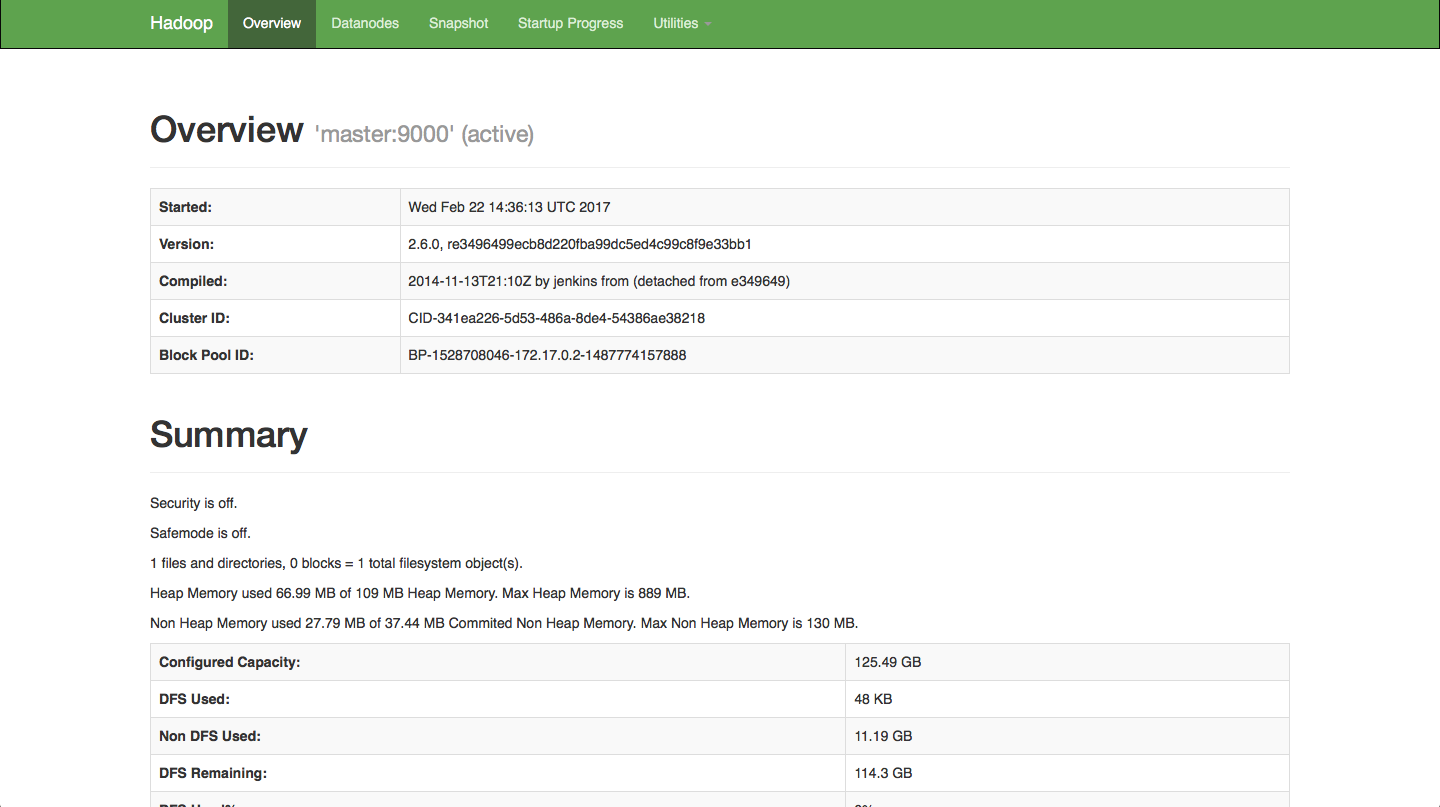 Hadoop Overview Datanodes Snapshot Startup Progress Utilities
Overview 'master:9000' (active)
Started: Wed Feb 22 14:36:13 UTC 2017
Version: 2.6.0, re3496499ecb8d220fba99dc5ed4c99c8f9e33bb1
Compiled: 2014-11-13T21:10Z by jenkins from (detached from e349649)
Cluster ID: CID-341ea226-5d53-486a-8de4-54386ae38218
Block Pool ID: BP-1528708046-172.17.0.2-1487774157888
Summary
Security is off.
Safemode is off.
1 files and directories, 0 blocks = 1 total filesystem object(s).
Heap Memory used 66.99 MB of 109 MB Heap Memory. Max Heap Memory is 889 MB.
Non Heap Memory used 27.79 MB of 37.44 MB Commited Non Heap Memory. Max Non Heap Memory is 130 MB.
Configured Capacity: 125.49 GB
DFS Used: 48 KB
Non DFS Used: 11.19 GB
DFS Remaining: 114.3 GB